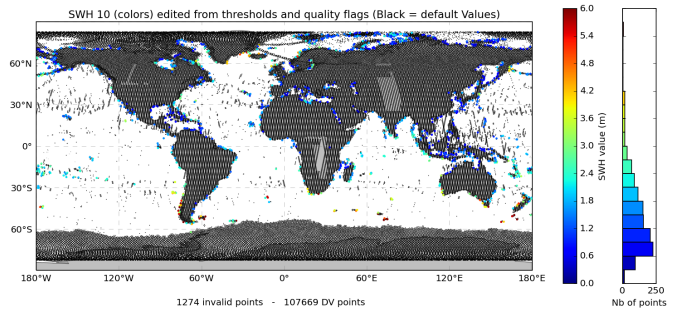 SWH 10 (colors) edited from thresholds and quality flags (Black = default Values)
60°N
30°N
0°
30°S
60°S
180°W
120°W
60°W
0°
60°E
120°E
180°E
1274 invalid points - 107669 DV points
6.0
5.4
4.8
4.2
3.6
3.0
2.4
1.8
1.2
0.6
0.0
SWH value (m)
0
250
Nb of points